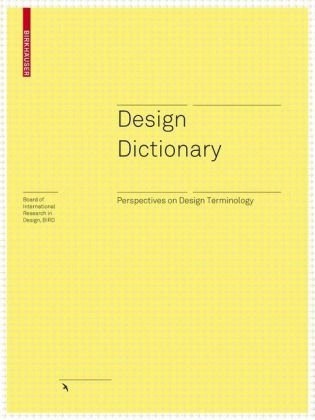 BIRKHÄUSER
Design
Dictionary
Board of
International
Research in
Design, BIRD
Perspectives on Design Terminology